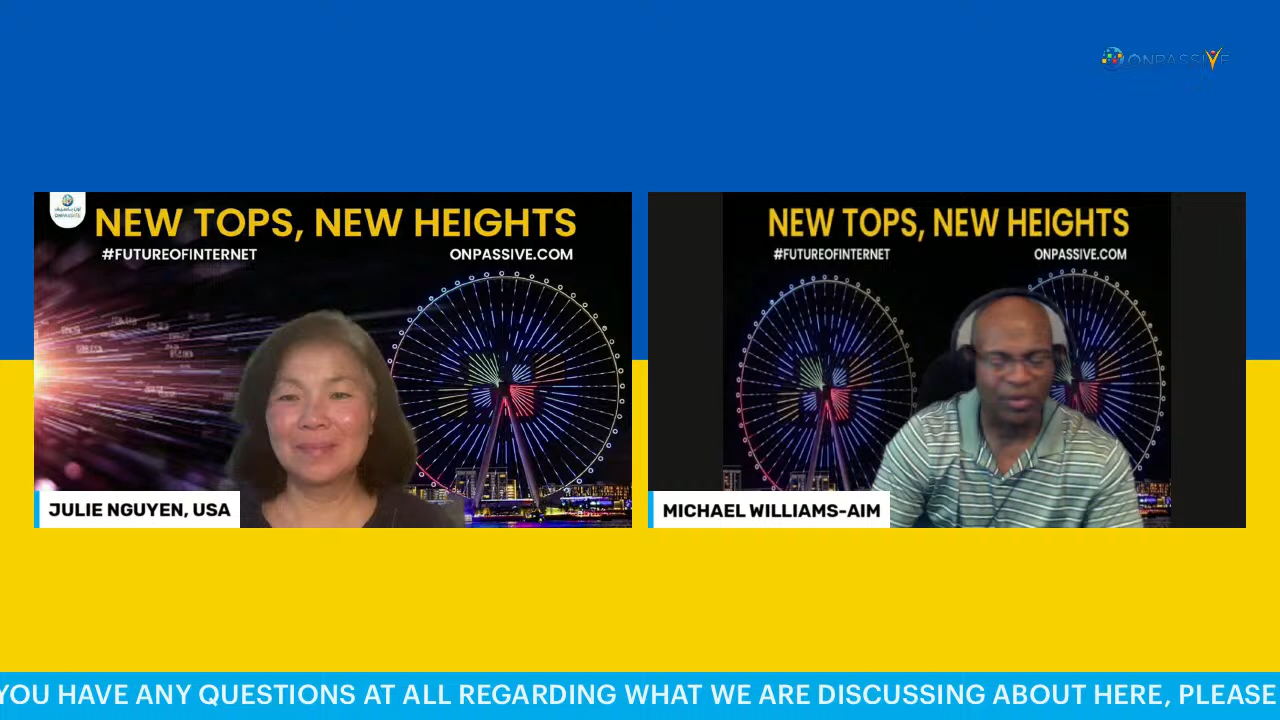 ONPASSIVE
NEW TOPS, NEW HEIGHTS
#FUTUREOFINTERNET ONPASSIVE.COM
JULIE NGUYEN, USA
NEW TOPS, NEW HEIGHTS
#FUTUREOFINTERNET ONPASSIVE.COM
MICHAEL WILLIAMS-AIM
YOU HAVE ANY QUESTIONS AT ALL REGARDING WHAT WE ARE DISCUSSING ABOUT HERE, PLEASE